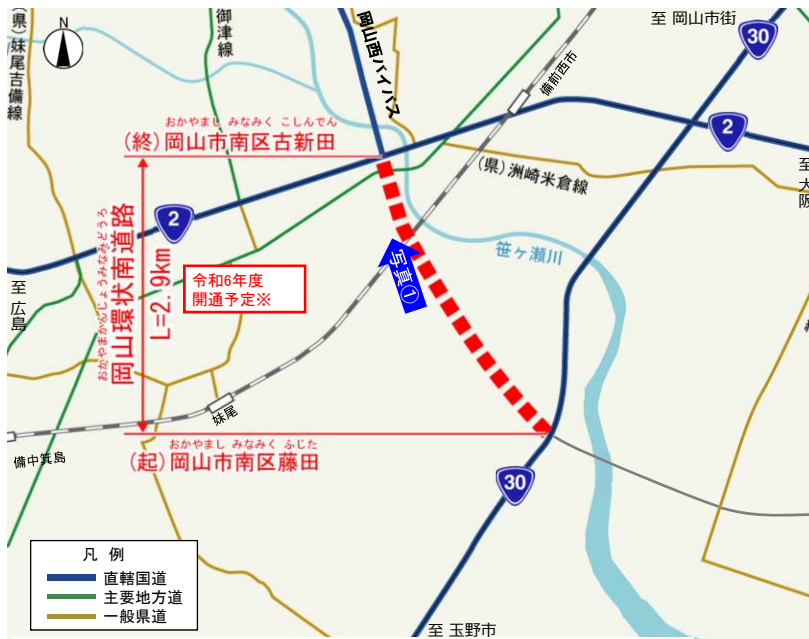 (県)妹尾吉備線
N
御津線
岡山西バイパス
至 岡山市街
30
備前西市
おかやまし みなみく こしんでん
(終)岡山市南区古新田
2
(県)洲崎米倉線
至 大阪
2
笹ヶ瀬川
おかやまかんじょうみなみどうろ
岡山環状南道路
L=2.9km
令和6年度
開通予定※
写真①
至 広島
妹尾
備中箕島
おかやまし みなみく ふじた
(起)岡山市南区藤田
30
凡 例
直轄国道
主要地方道
一般県道
至 玉野市